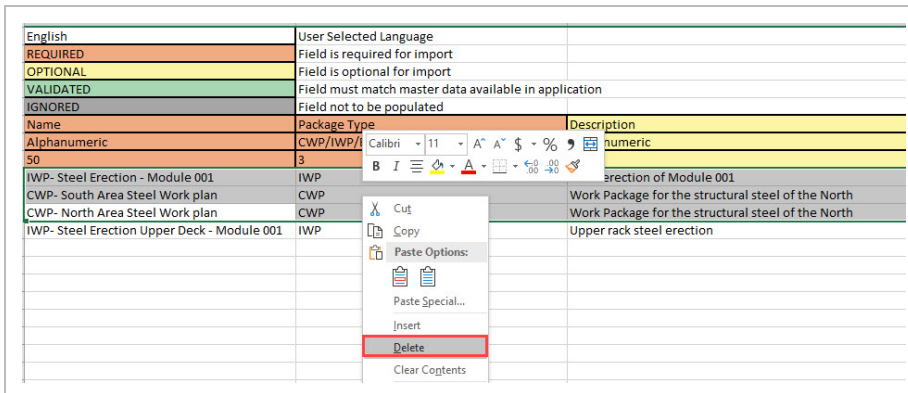 English User Selected Language
REQUIRED Field is required for import
OPTIONAL Field is optional for import
VALIDATED Field must match master data available in application
IGNORED Field not to be populated
Name Package Type Description
Alphanumeric CWP/IWP/
Calibri 11 A A $ % , 
50 3
B I A .00 .00
IWP- Steel Erection - Module 001 IWP erection of Module 001
CWP- South Area Steel Work plan CWP Work Package for the structural steel of the North
CWP- North Area Steel Work plan CWP Work Package for the structural steel of the North
IWP- Steel Erection Upper Deck - Module 001 IWP Upper rack steel erection
Cut
Copy
Paste Options:
Paste Special...
Insert
Delete
Clear Contents